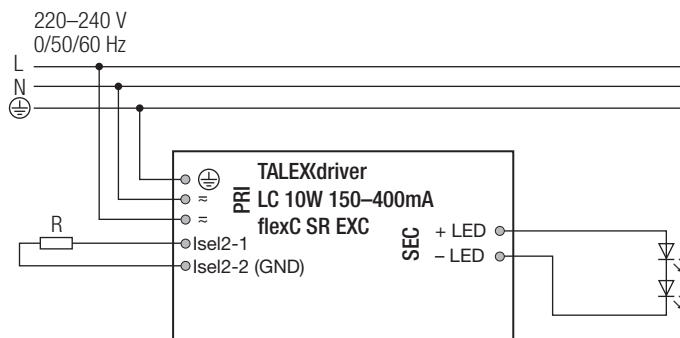 220–240 V
0/50/60 Hz
L
N
TALEXdriver
LC 10W 150–400mA
flexC SR EXC
PRI
≂
≂
R
Isel2-1
Isel2-2 (GND)
SEC
+ LED
– LED